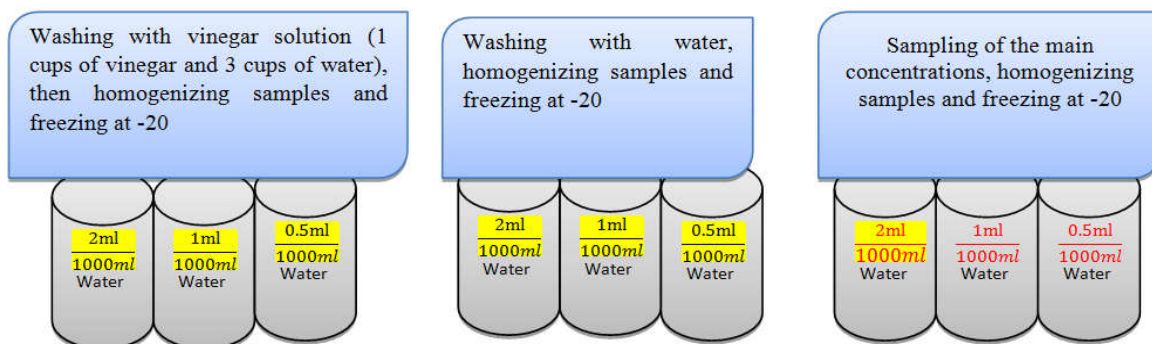 Washing with vinegar solution (1
cups of vinegar and 3 cups of water),
then homogenizing samples and
freezing at -20
2ml
1000ml
Water
1ml
1000ml
Water
0.5ml
1000ml
Water
Washing with water,
homogenizing samples and
freezing at -20
2ml
1000ml
Water
1ml
1000ml
Water
0.5ml
1000ml
Water
Sampling of the main
concentrations, homogenizing
samples and freezing at -20
2ml
1000ml
Water
1ml
1000ml
Water
0.5ml
1000ml
Water